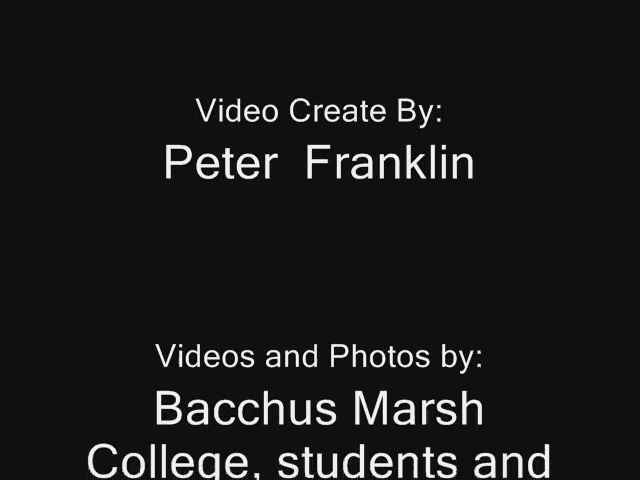 Video Create By:
Peter  Franklin
Videos and Photos by:
Bacchus Marsh
College, students and